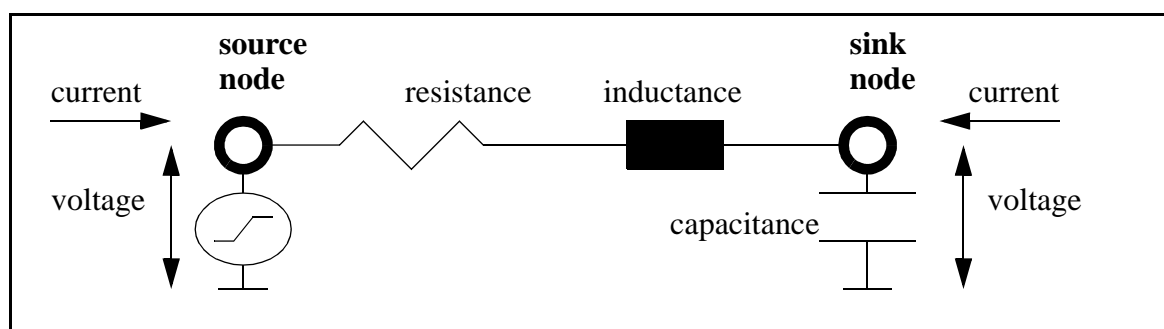 source
node
sink
node
current
resistance
inductance
current
voltage
capacitance
voltage